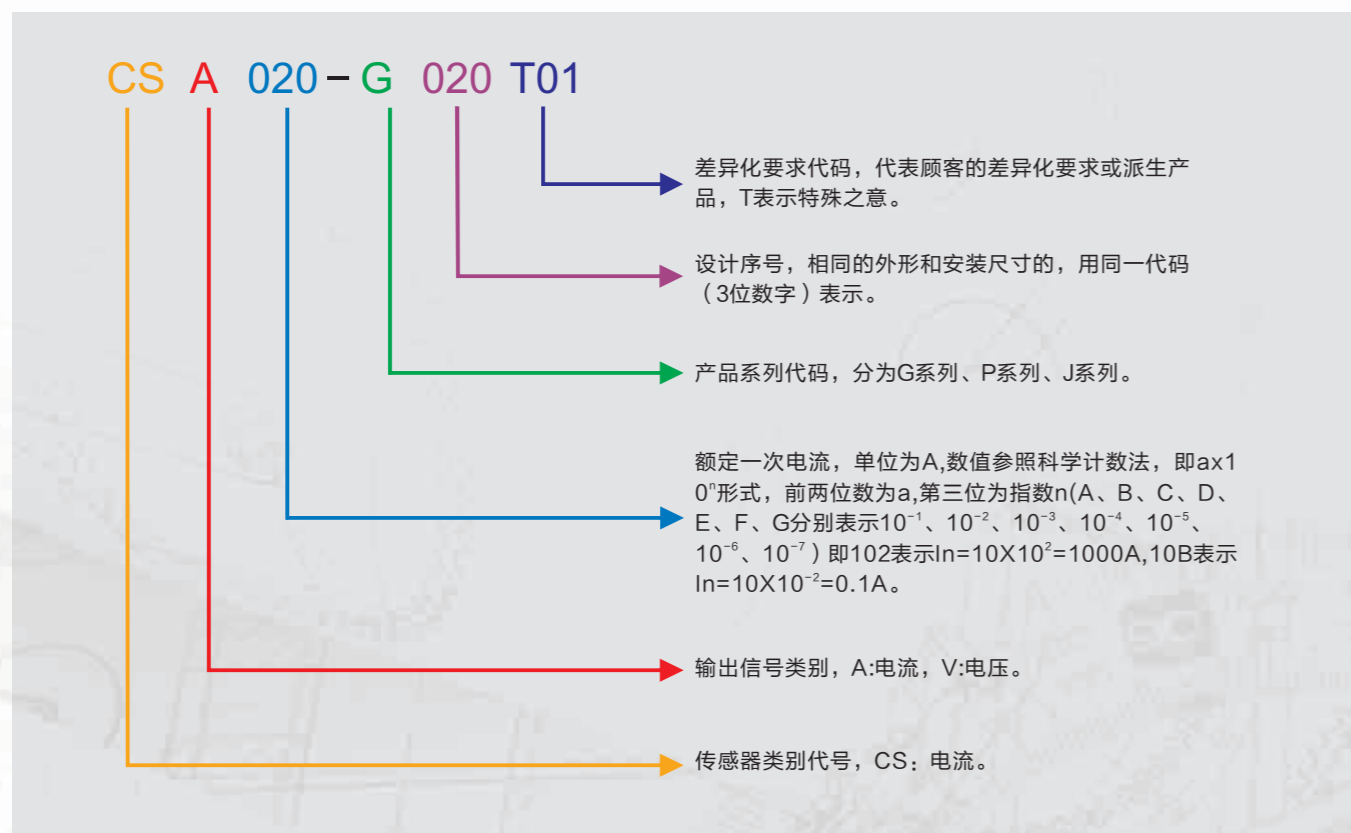 CS A 020-G 020 T01
差异化要求代码，代表顾客的差异化要求或派生产
品，T表示特殊之意。
设计序号，相同的外形和安装尺寸的，用同一代码
（3位数字）表示。
产品系列代码，分为G系列、P系列、J系列。
额定一次电流，单位为A,数值参照科学计数法，即ax1
0ⁿ形式，前两位数为a,第三位为指数n(A、B、C、D、
E、F、G分别表示10⁻¹、10⁻²、10⁻³、10⁻⁴、10⁻⁵、
10⁻⁶、10⁻⁷）即102表示In=10X10²=1000A,10B表示
In=10X10⁻²=0.1A。
输出信号类别，A:电流，V:电压。
传感器类别代号，CS：电流。